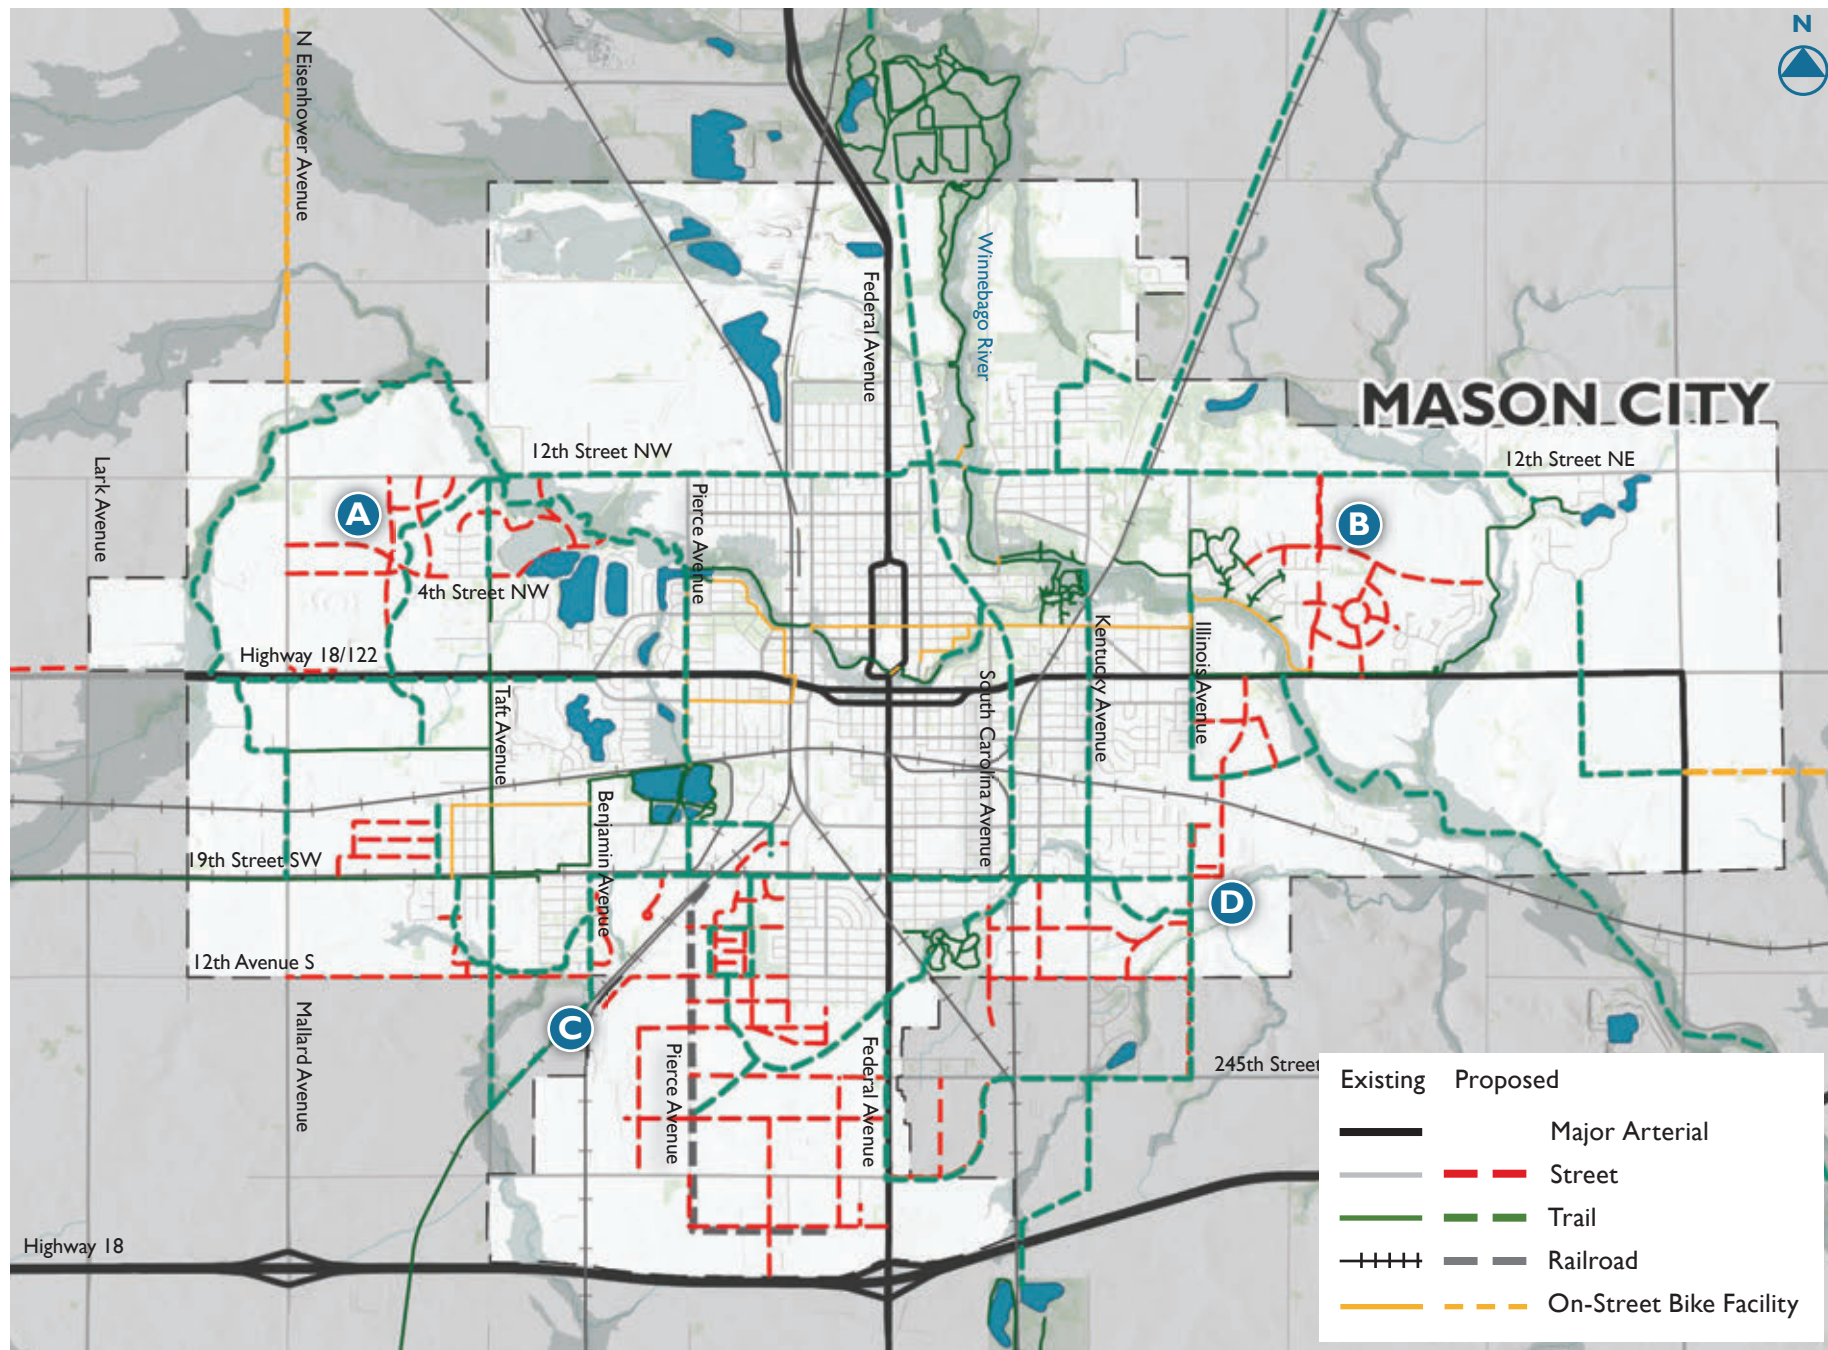 N
N Eisenhower Avenue
Winnebago River
Federal Avenue
MASON CITY
12th Street NW
12th Street NE
Lark Avenue
Pierce Avenue
A
B
4th Street NW
Kentucky Avenue
Illinois Avenue
Highway 18/122
South Carolina Avenue
Taft Avenue
Benjamin Avenue
19th Street SW
D
12th Avenue S
C
Mallard Avenue
Pierce Avenue
Federal Avenue
245th Street
Highway 18
Existing Proposed
Major Arterial
Street
Trail
Railroad
On-Street Bike Facility